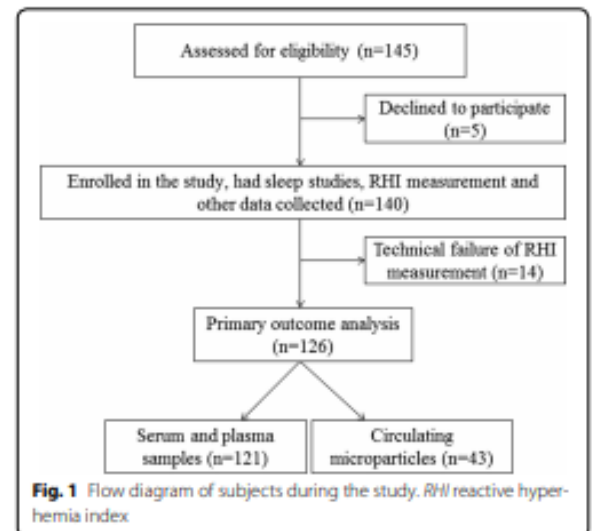 Assessed for eligibility (n=145)
Declined to participate
(n=5)
Enrolled in the study, had sleep studies, RHI measurement and
other data collected (n=140)
Technical failure of RHI
measurement (n=14)
Primary outcome analysis
(n=126)
Serum and plasma
samples (n=121)
Circulating
microparticles (n=43)
Fig. 1 Flow diagram of subjects during the study. RHI reactive hyper-
hemia index